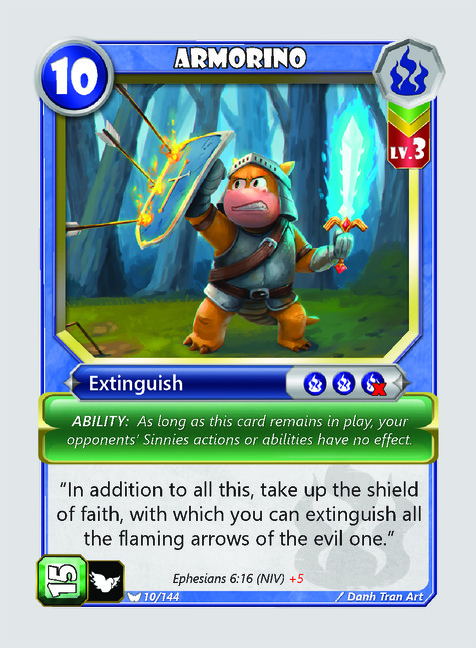 10
ARMORINO
LV.3
Extinguish
ABILITY: As long as this card remains in play, your
opponents' Sinnies actions or abilities have no effect.
"In addition to all this, take up the shield
of faith, with which you can extinguish all
the flaming arrows of the evil one."
Ephesians 6:16 (NIV) +5
15
10/144
/ Danh Tran Art